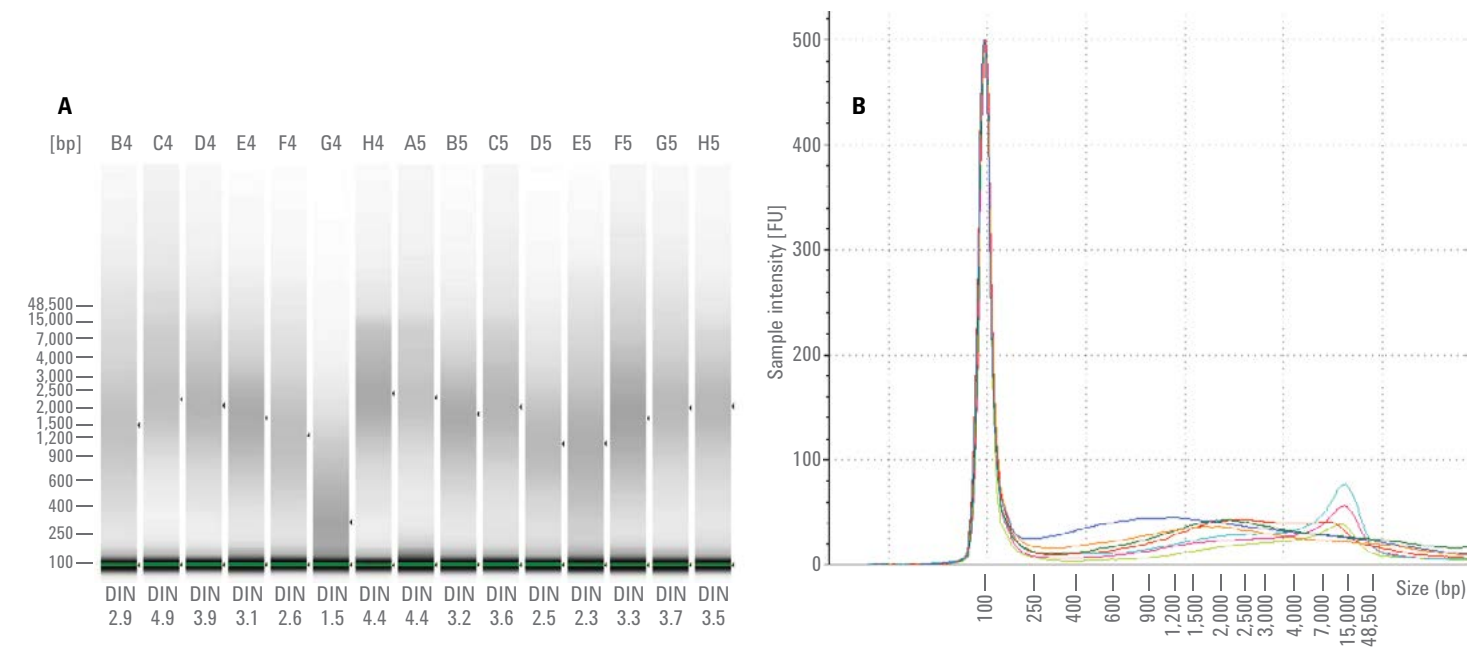 A
[bp] B4 C4 D4 E4 F4 G4 H4 A5 B5 C5 D5 E5 F5 G5 H5
48,500
15,000
7,000
4,000
3,000
2,500
2,000
1,500
1,200
900
600
400
250
100
DIN DIN DIN DIN DIN DIN DIN DIN DIN DIN DIN DIN DIN DIN DIN
2.9 4.9 3.9 3.1 2.6 1.5 4.4 4.4 3.2 3.6 2.5 2.3 3.3 3.7 3.5
B
Sample intensity [FU]
500
400
300
200
100
0
100 250 400 600 900 1,200 1,500 2,000 2,500 3,000 4,000 7,000 15,000 48,500
Size (bp)